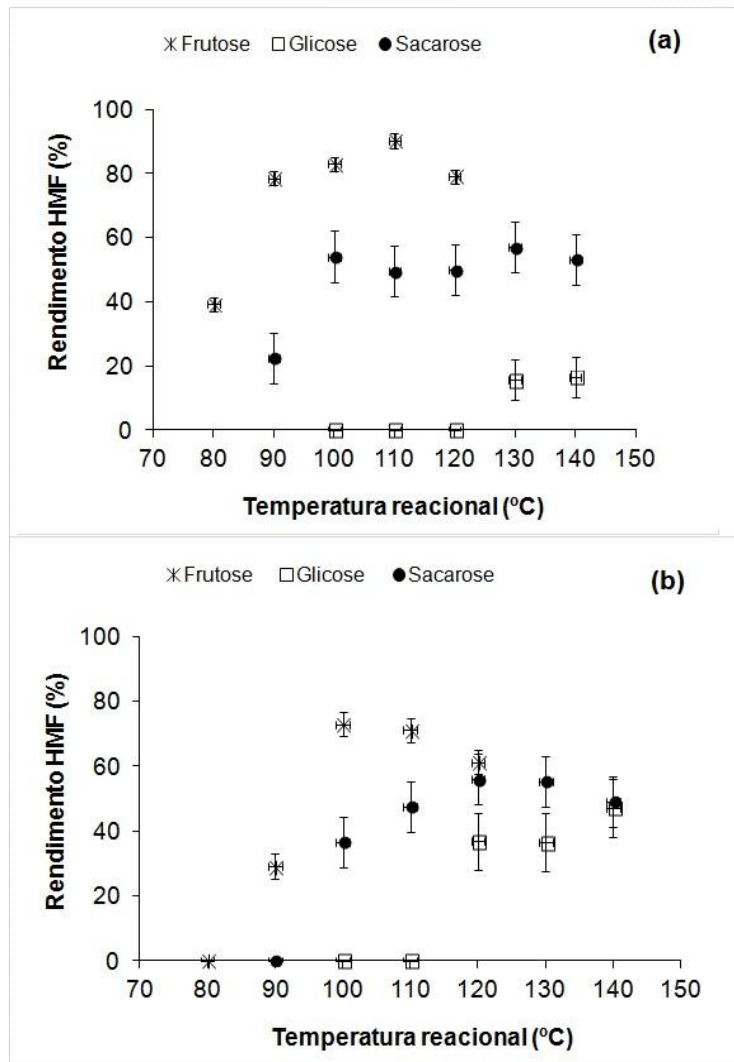 Frutose Glicose Sacarose (a)
100
80
60
40
20
0
70 80 90 100 110 120 130 140 150
Rendimento HMF (%)
Temperatura reacional (ºC)
Frutose Glicose Sacarose (b)
100
80
60
40
20
0
70 80 90 100 110 120 130 140 150
Rendimento HMF (%)
Temperatura reacional (ºC)